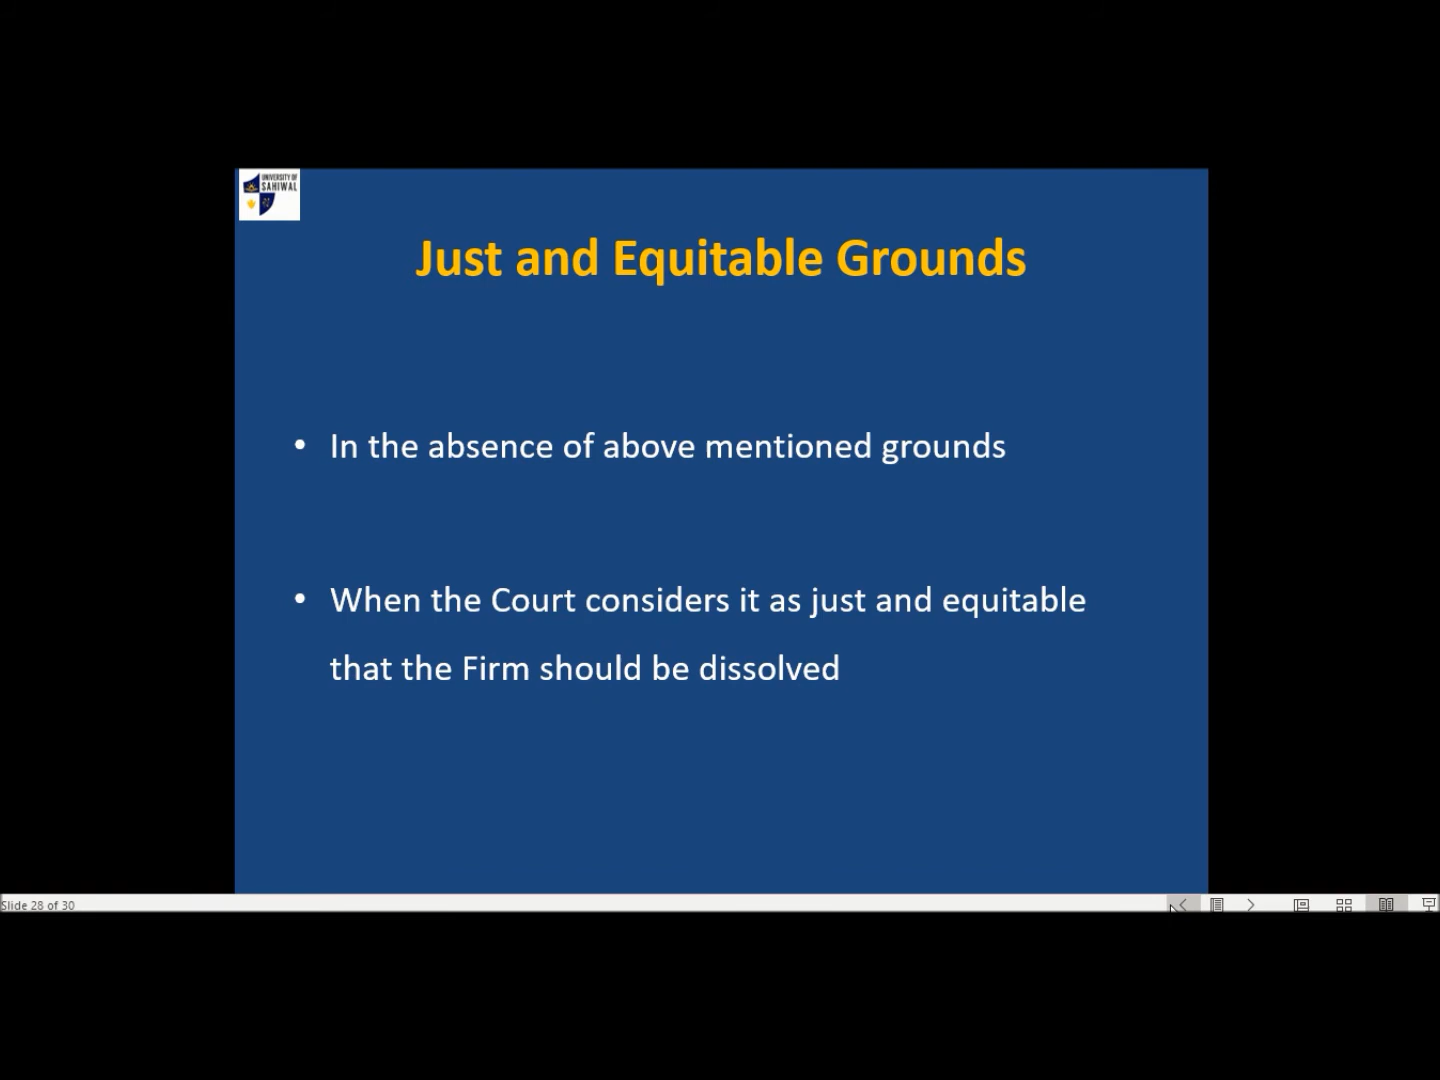 UNIVERSITY OF
SAHIWAL
Just and Equitable Grounds
• In the absence of above mentioned grounds
• When the Court considers it as just and equitable
that the Firm should be dissolved
Slide 28 of 30